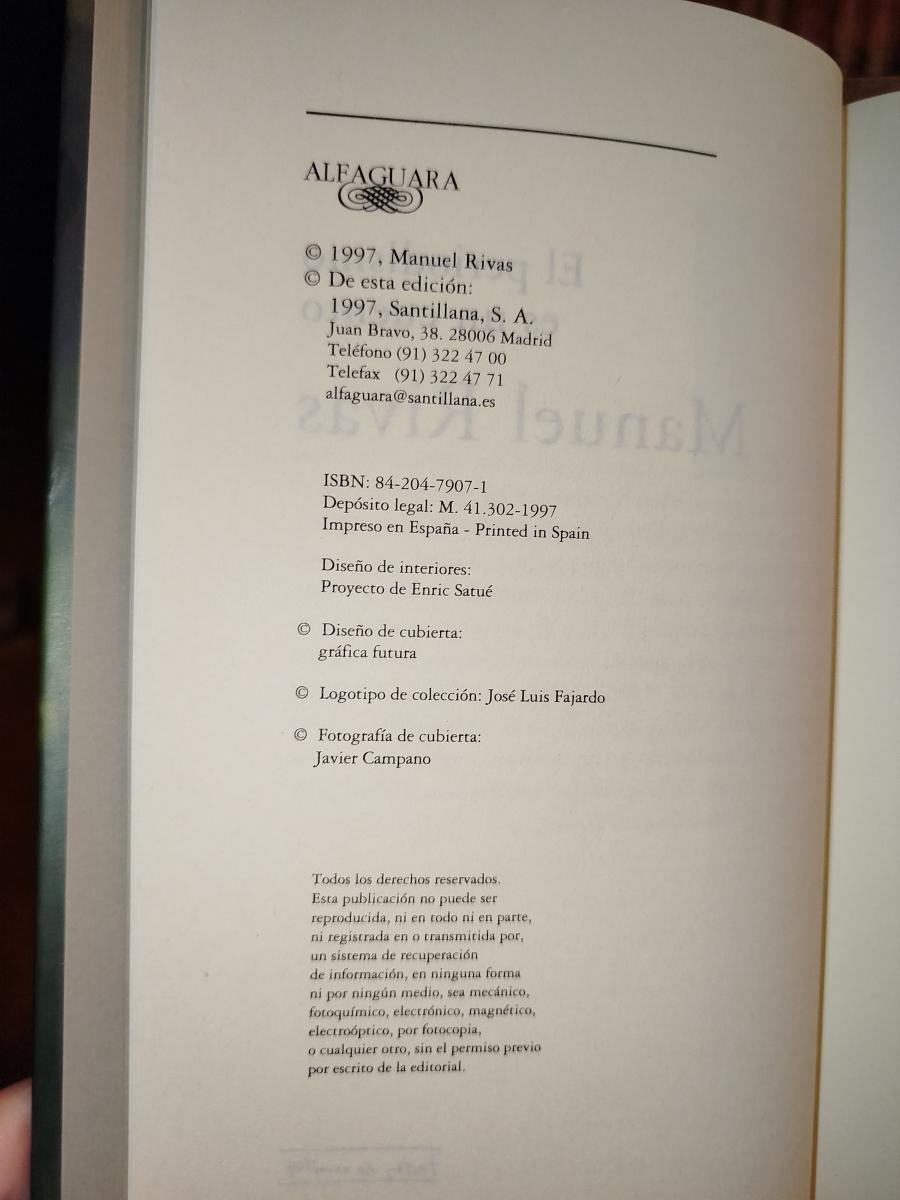 ALFAGUARA
© 1997, Manuel Rivas
© De esta edición:
1997, Santillana, S. A.
Juan Bravo, 38. 28006 Madrid
Teléfono (91) 322 47 00
Telefax (91) 322 47 71
alfaguara@santillana.es
ISBN: 84-204-7907-1
Depósito legal: M. 41.302-1997
Impreso en España - Printed in Spain
Diseño de interiores:
Proyecto de Enric Satué
© Diseño de cubierta:
gráfica futura
© Logotipo de colección: José Luis Fajardo
© Fotografía de cubierta:
Javier Campano
Todos los derechos reservados.
Esta publicación no puede ser
reproducida, ni en todo ni en parte,
ni registrada en o transmitida por,
un sistema de recuperación
de información, en ninguna forma
ni por ningún medio, sea mecánico,
fotoquímico, electrónico, magnético,
electroóptico, por fotocopia,
o cualquier otro, sin el permiso previo
por escrito de la editorial.
El
Manuel Rivas